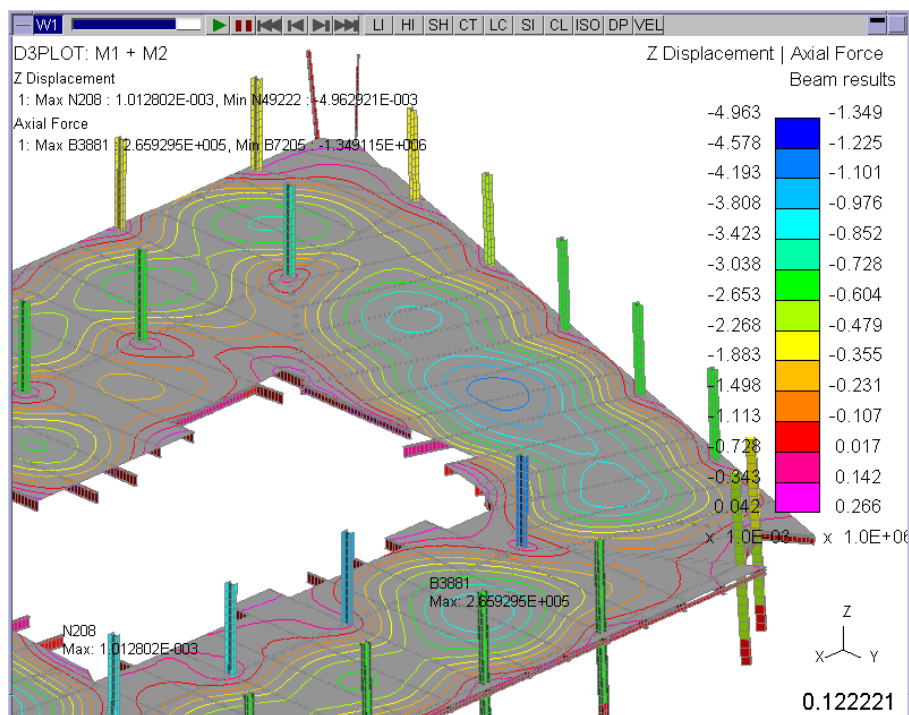 W1 LI HI SH CT LC SI CL ISO DP VEL
D3PLOT: M1 + M2
Z Displacement
1: Max N208 : 1.012802E-003, Min N49222 : -4.962921E-003
Axial Force
1: Max B3881 : 2.659295E+005, Min B7205 : -1.349115E+006
Z Displacement | Axial Force
Beam results
-4.963 -1.349
-4.578 -1.225
-4.193 -1.101
-3.808 -0.976
-3.423 -0.852
-3.038 -0.728
-2.653 -0.604
-2.268 -0.479
-1.883 -0.355
-1.498 -0.231
-1.113 -0.107
-0.728 0.017
-0.343 0.142
0.042 0.266
x 1.0E-03 x 1.0E+06
B3881
Max: 2.659295E+005
N208
Max: 1.012802E-003
Z
X Y
0.122221